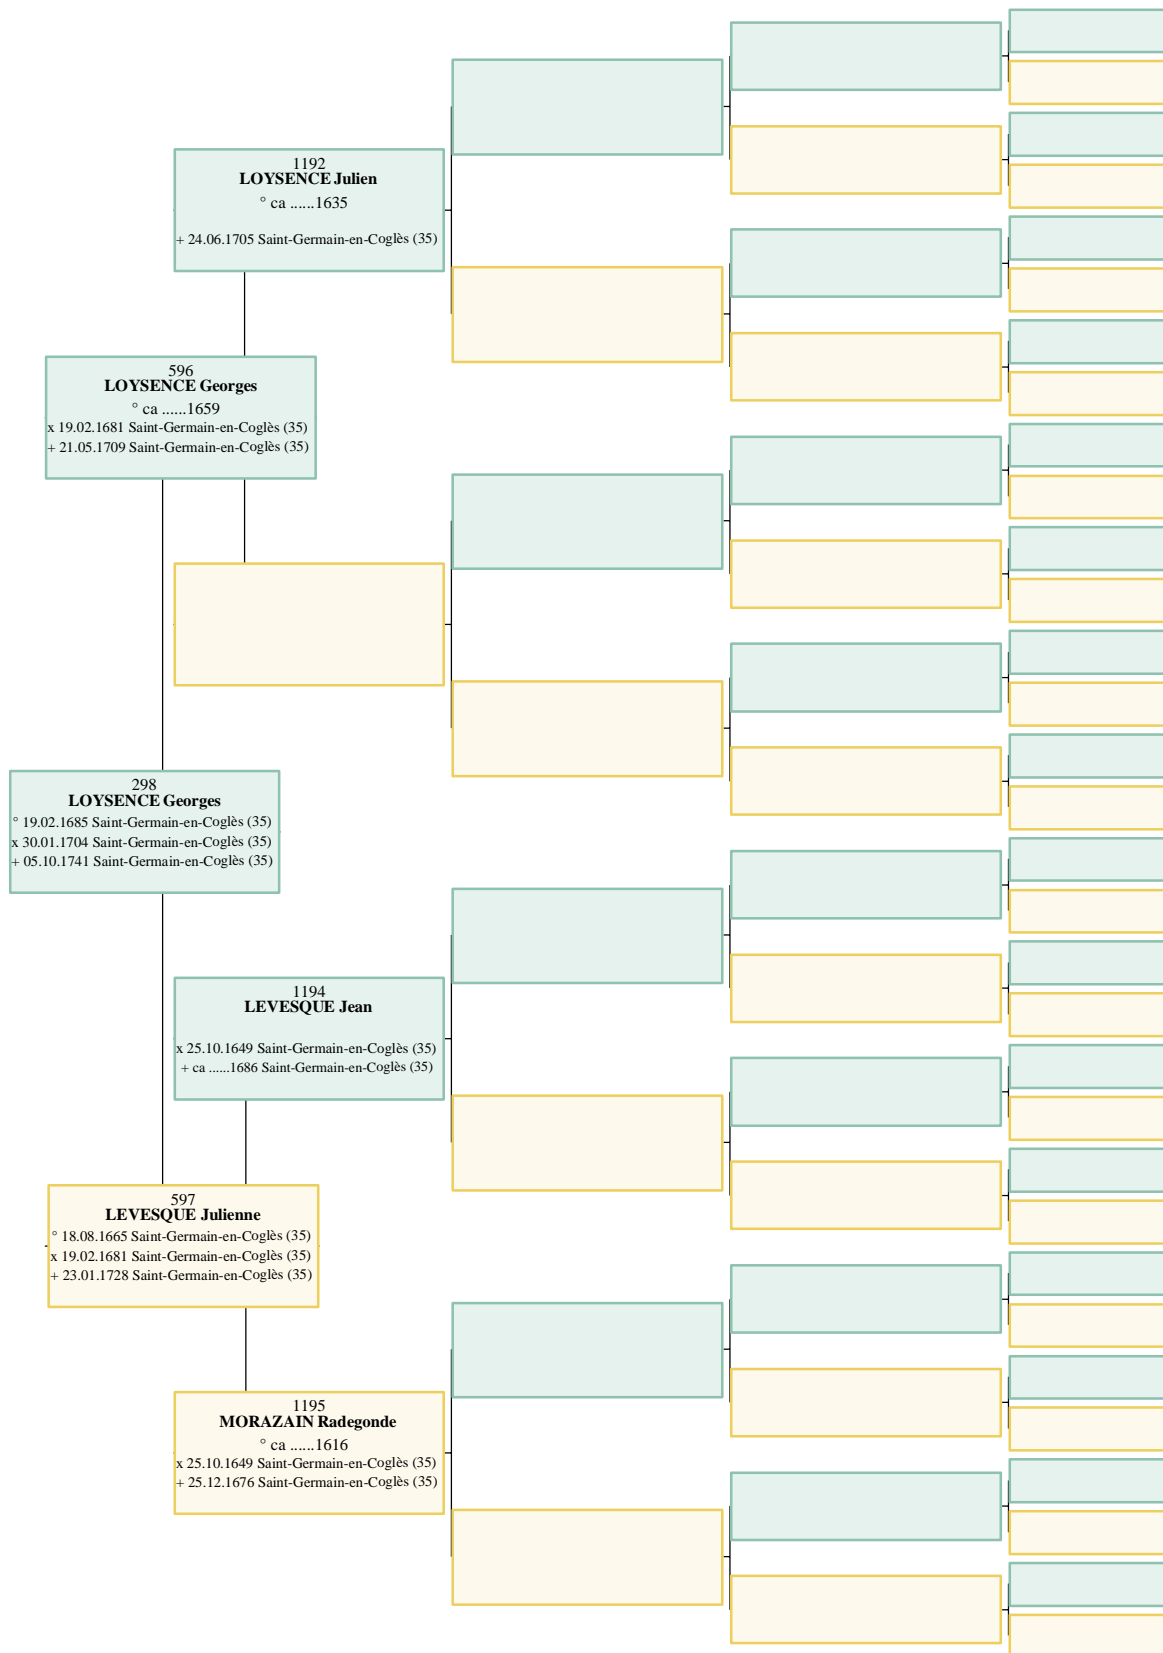 1192
LOYSENCE Julien
° ca ......1635
+ 24.06.1705 Saint-Germain-en-Coglès (35)
596
LOYSENCE Georges
° ca ......1659
x 19.02.1681 Saint-Germain-en-Coglès (35)
+ 21.05.1709 Saint-Germain-en-Coglès (35)
298
LOYSENCE Georges
° 19.02.1685 Saint-Germain-en-Coglès (35)
x 30.01.1704 Saint-Germain-en-Coglès (35)
+ 05.10.1741 Saint-Germain-en-Coglès (35)
1194
LEVESQUE Jean
x 25.10.1649 Saint-Germain-en-Coglès (35)
+ ca ......1686 Saint-Germain-en-Coglès (35)
597
LEVESQUE Julienne
° 18.08.1665 Saint-Germain-en-Coglès (35)
x 19.02.1681 Saint-Germain-en-Coglès (35)
+ 23.01.1728 Saint-Germain-en-Coglès (35)
1195
MORAZAIN Radegonde
° ca ......1616
x 25.10.1649 Saint-Germain-en-Coglès (35)
+ 25.12.1676 Saint-Germain-en-Coglès (35)